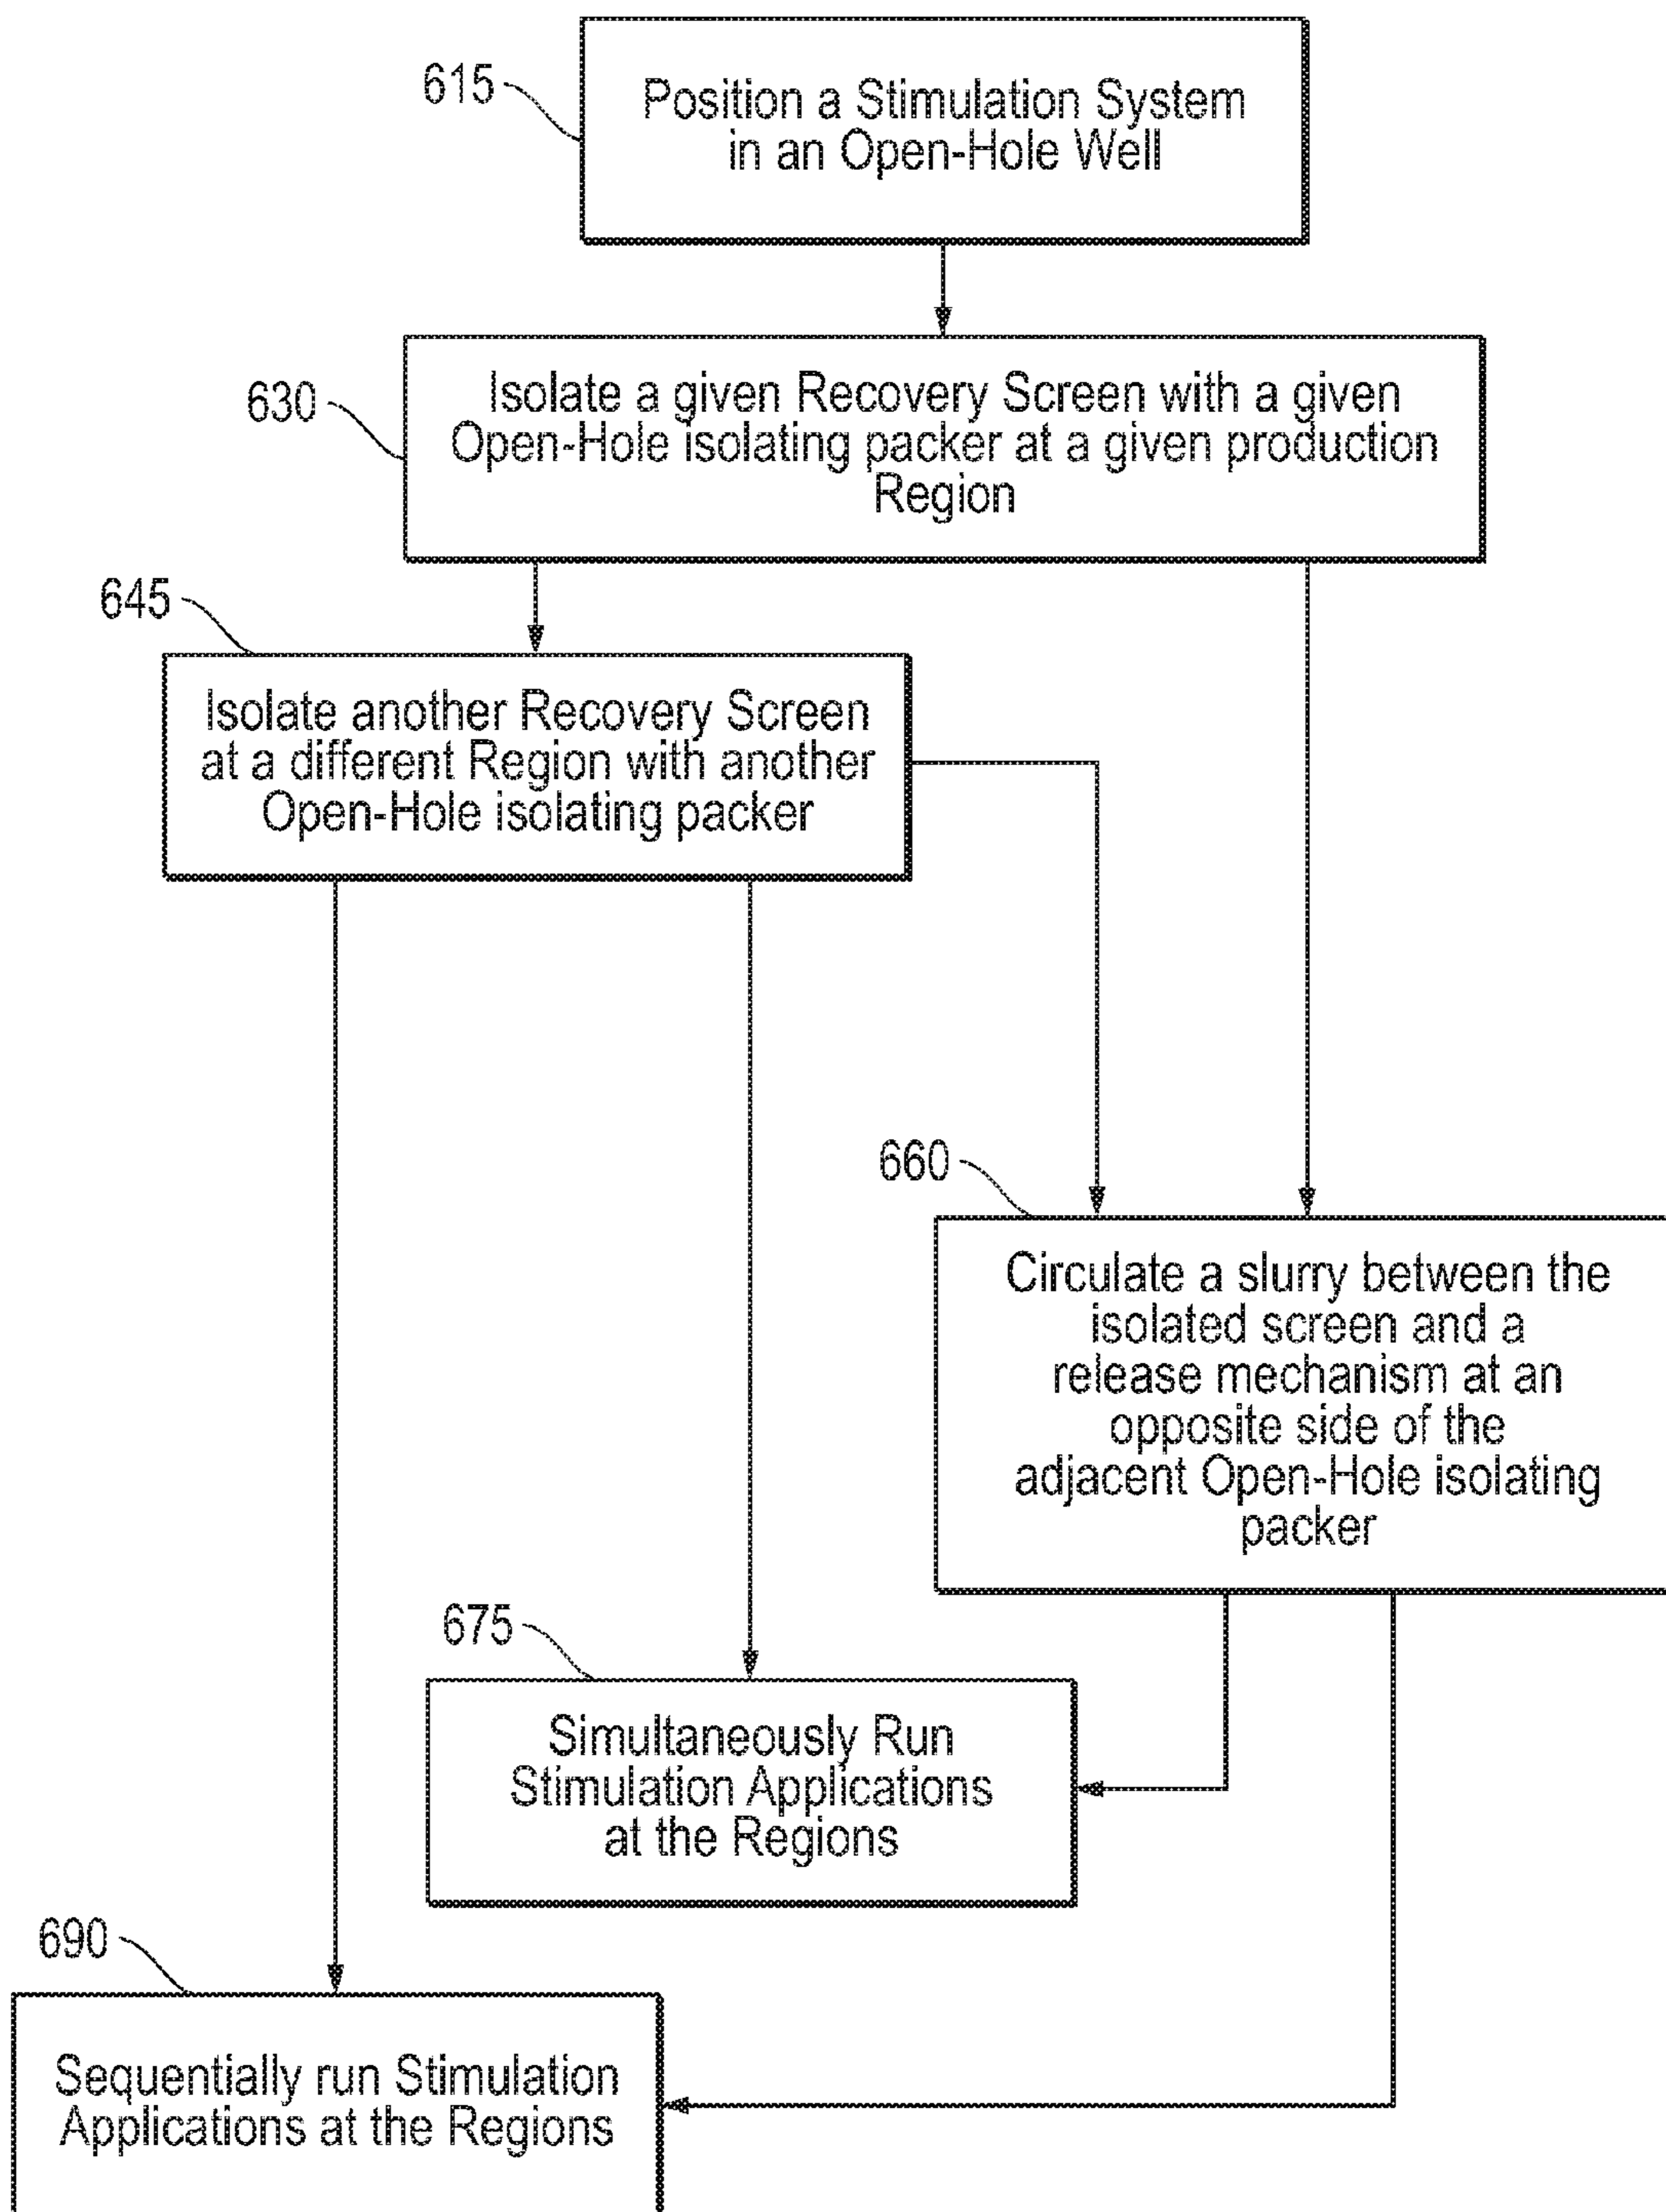 615
Position a Stimulation System
in an Open-Hole Well
630
Isolate a given Recovery Screen with a given
Open-Hole isolating packer at a given production
Region
645
Isolate another Recovery Screen
at a different Region with another
Open-Hole isolating packer
660
Circulate a slurry between the
isolated screen and a
release mechanism at an
opposite side of the
adjacent Open-Hole isolating
packer
675
Simultaneously Run
Stimulation Applications
at the Regions
690
Sequentially run Stimulation
Applications at the Regions